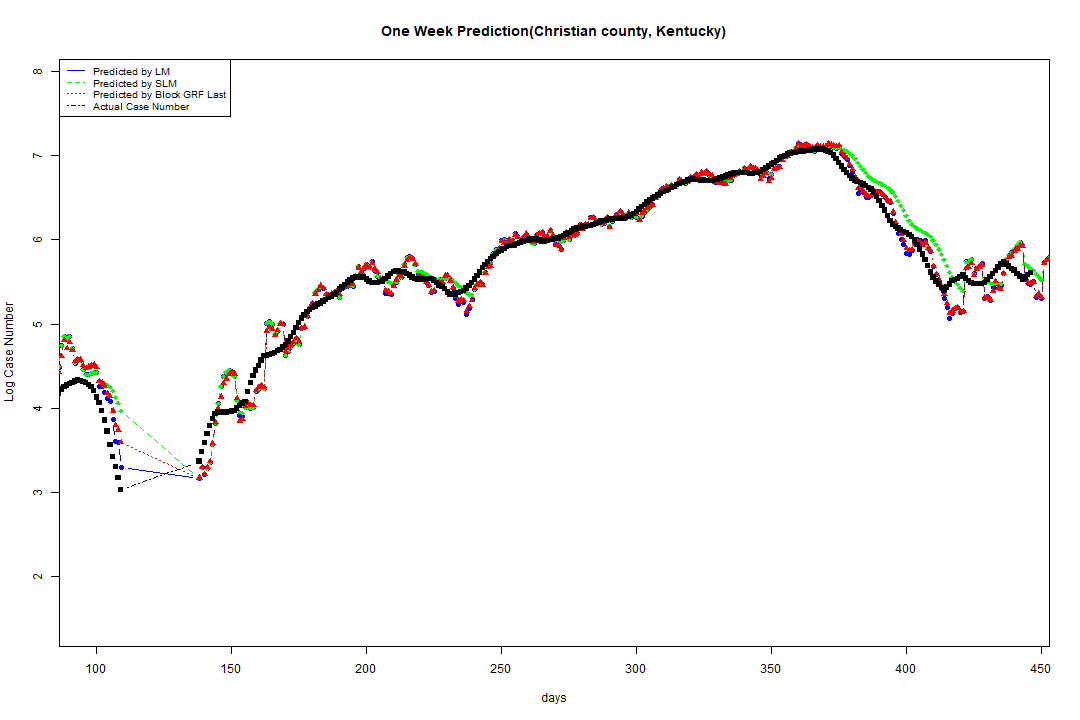 One Week Prediction(Christian county, Kentucky)
Predicted by LM
Predicted by SLM
Predicted by Block GRF Last
Actual Case Number
8
7
6
5
4
3
2
Log Case Number
100 150 200 250 300 350 400 450
days